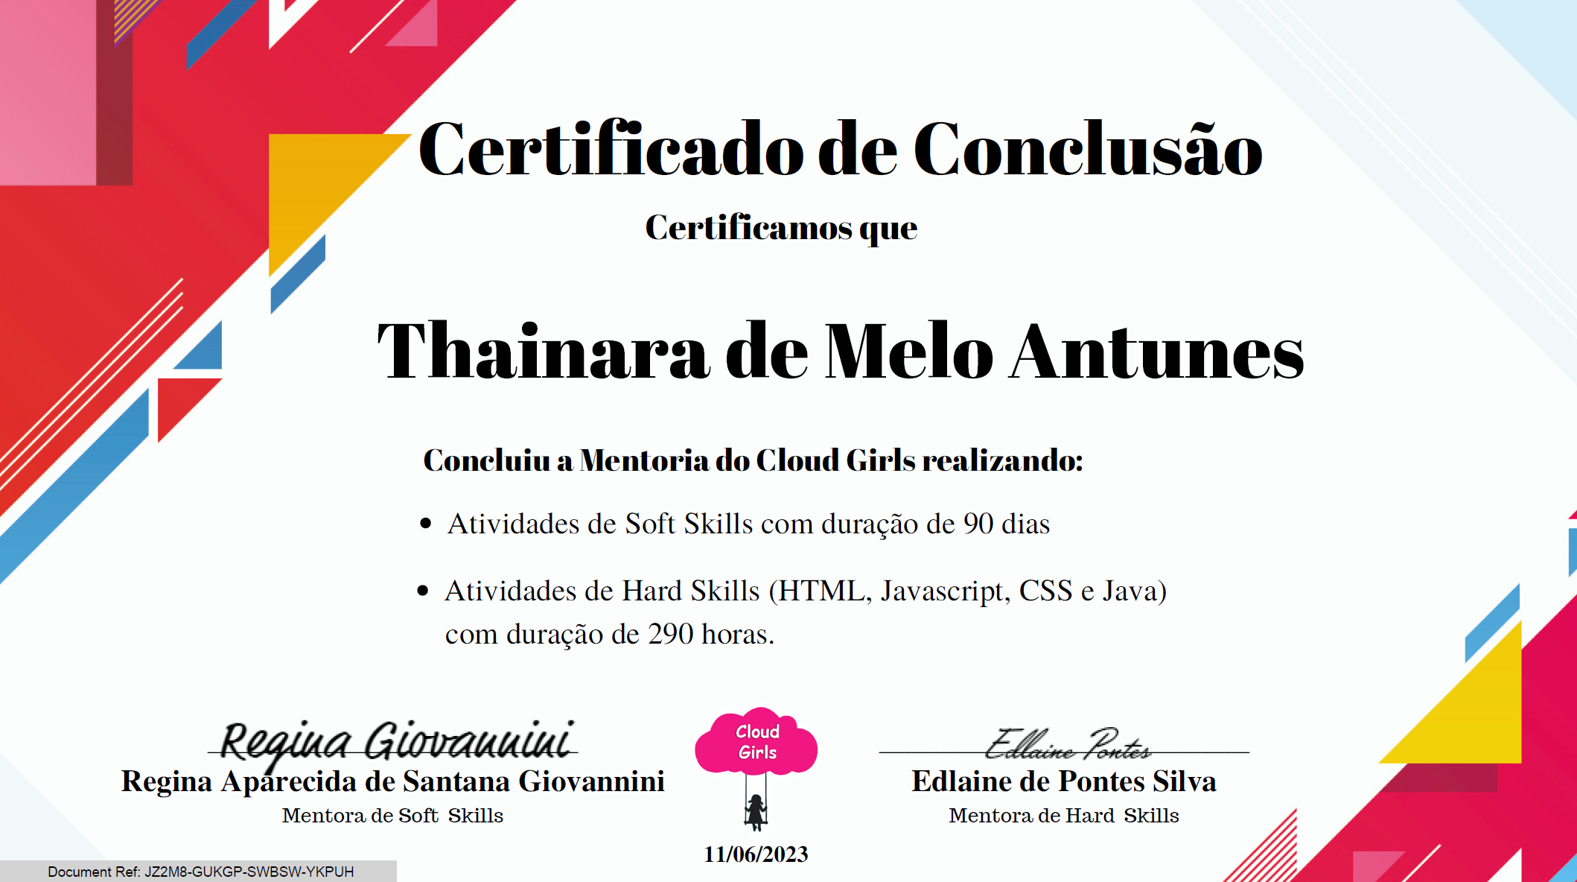 Certificado de Conclusão
Certificamos que
Thainara de Melo Antunes
Concluiu a Mentoria do Cloud Girls realizando:
• Atividades de Soft Skills com duração de 90 dias
• Atividades de Hard Skills (HTML, Javascript, CSS e Java)
com duração de 290 horas.
Regina Giovannini
Regina Aparecida de Santana Giovannini
Mentora de Soft Skills
Cloud
Girls
11/06/2023
Edlaine Pontes
Edlaine de Pontes Silva
Mentora de Hard Skills
Document Ref: JZ2M8-GUKGP-SWBSW-YKPUH